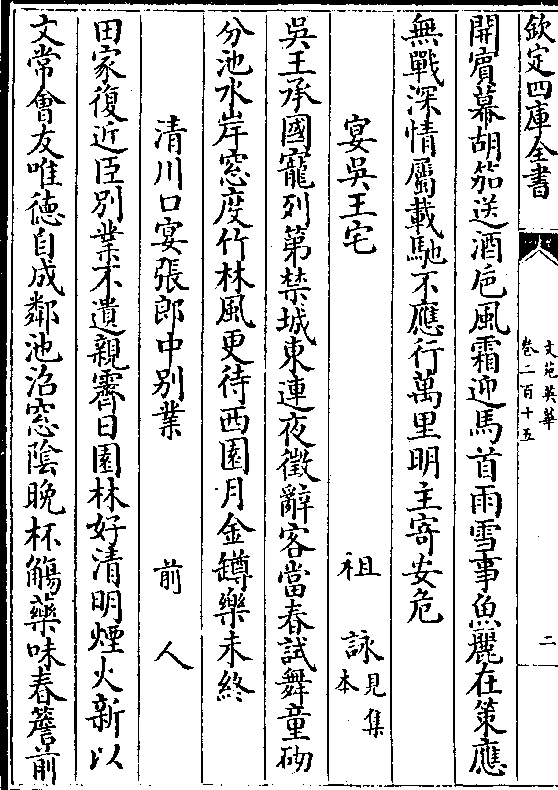 欽定四庫全書
文苑英華
卷二百十五
二
開賔幕胡笳送酒巵風霜迎馬首雨雪事魚麗在策應
無戰深情屬載馳不應行萬里明主寄安危
宴吳王宅
祖詠見集本
吳王承國寵列第禁城東連夜徵辭客當春試舞童砌
分池水岸窓度竹林風更待西園月金罇樂未終
清川口宴張郎中别業
前人
田家復近臣别業不遺親霽日園林好清明煙火新以
文常會友唯徳自成鄰池沿窓陰晚杯觴藥味春簷前